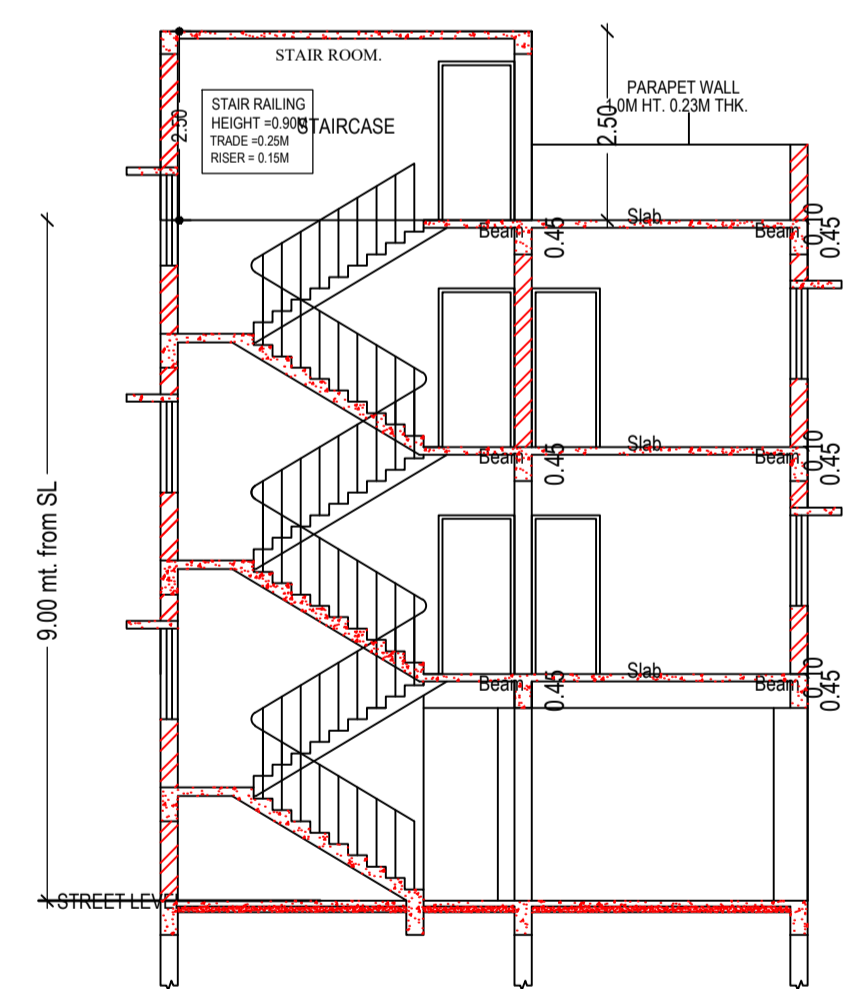 STAIR ROOM.
PARAPET WALL
1.0M HT. 0.23M THK.
STAIR RAILING
HEIGHT =0.90M
TRADE =0.25M
RISER = 0.15M
STAIRCASE
2.50
2.50
Slab
Beam
Beam
0.45
0.10
0.45
9.00 mt. from SL
Slab
Beam
Beam
0.45
0.10
0.45
Slab
Beam
Beam
0.45
0.10
0.45
STREET LEVEL